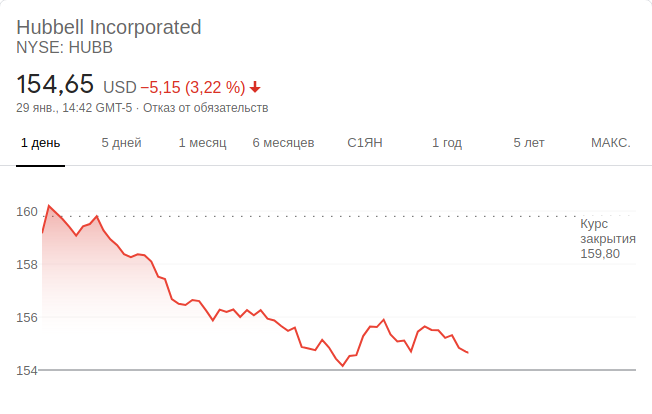 Hubbell Incorporated
NYSE: HUBB
154,65 USD −5,15 (3,22 %)
29 янв., 14:42 GMT-5 · Отказ от обязательств
1 день 5 дней 1 месяц 6 месяцев С1ЯН 1 год 5 лет МАКС.
160
Курс
закрытия
159,80
158
156
154